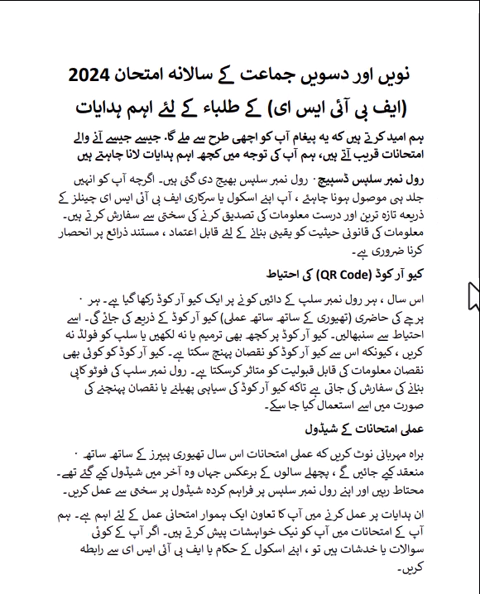 نویں اور دسویں جماعت کے سالانہ امتحان 2024
(ایف بی آئی ایس ای) کے طلباء کے لئے اہم ہدایات
ہم امید کرتے ہیں کہ یہ پیغام آپ کو اچھی طرح سے ملے گا. جیسے جیسے آنے والے
امتحانات قریب آتے ہیں، ہم آپ کی توجہ میں کچھ اہم ہدایات لانا چاہتے ہیں
رول نمبر سلپس ڈسپیچ· رول نمبر سلپس بھیج دی گئی ہیں۔ اگرچہ آپ کو انہیں
جلد ہی موصول ہونا چاہئے ، آپ اپنے اسکول یا سرکاری ایف بی آئی ایس ای چینلز کے
ذریعہ تازہ ترین اور درست معلومات کی تصدیق کرنے کی سختی سے سفارش کرتے ہیں۔
معلومات کی قانونی حیثیت کو یقینی بنانے کے لئے قابل اعتماد ، مستند ذرائع پر انحصار
کرنا ضروری ہے۔
کیو آر کوڈ (QR Code) کی احتیاط
اس سال ، ہر رول نمبر سلپ کے دائیں کونے پر ایک کیو آر کوڈ رکھا گیا ہے۔ ہر ·
پرچے کی حاضری (تھیوری کے ساتھ ساتھ عملی) کیو آر کوڈ کے ذریعے کی جائے گی۔ اسے
احتیاط سے سنبھالیں۔ کیو آر کوڈ پر کچھ بھی ترمیم یا نہ لکھیں یا سلپ کو فولڈ نہ
کریں ، کیونکہ اس سے کیو آر کوڈ کو نقصان پہنچ سکتا ہے۔ کیو آر کوڈ کو کوئی بھی
نقصان معلومات کی قابل قبولیت کو متاثر کرسکتا ہے۔ رول نمبر سلپ کی فوٹو کاپی
بنانے کی سفارش کی جاتی ہے تاکہ کیو آر کوڈ کی سیاہی پھیلنے یا نقصان پہنچنے کی
صورت میں اسے استعمال کیا جا سکے۔
عملی امتحانات کے شیڈول
براہ مہربانی نوٹ کریں کہ عملی امتحانات اس سال تھیوری پیپرز کے ساتھ ساتھ ·
منعقد کیے جائیں گے ، پچھلے سالوں کے برعکس جہاں وہ آخر میں شیڈول کیے گئے تھے۔
محتاط رہیں اور اپنے رول نمبر سلپس پر فراہم کردہ شیڈول پر سختی سے عمل کریں۔
ان ہدایات پر عمل کرنے میں آپ کا تعاون ایک ہموار امتحانی عمل کے لئے اہم ہے۔ ہم
آپ کے امتحانات میں آپ کو نیک خواہشات پیش کرتے ہیں۔ اگر آپ کے کوئی
سوالات یا خدشات ہیں تو ، اپنے اسکول کے حکام یا ایف بی آئی ایس ای سے رابطہ
کریں۔